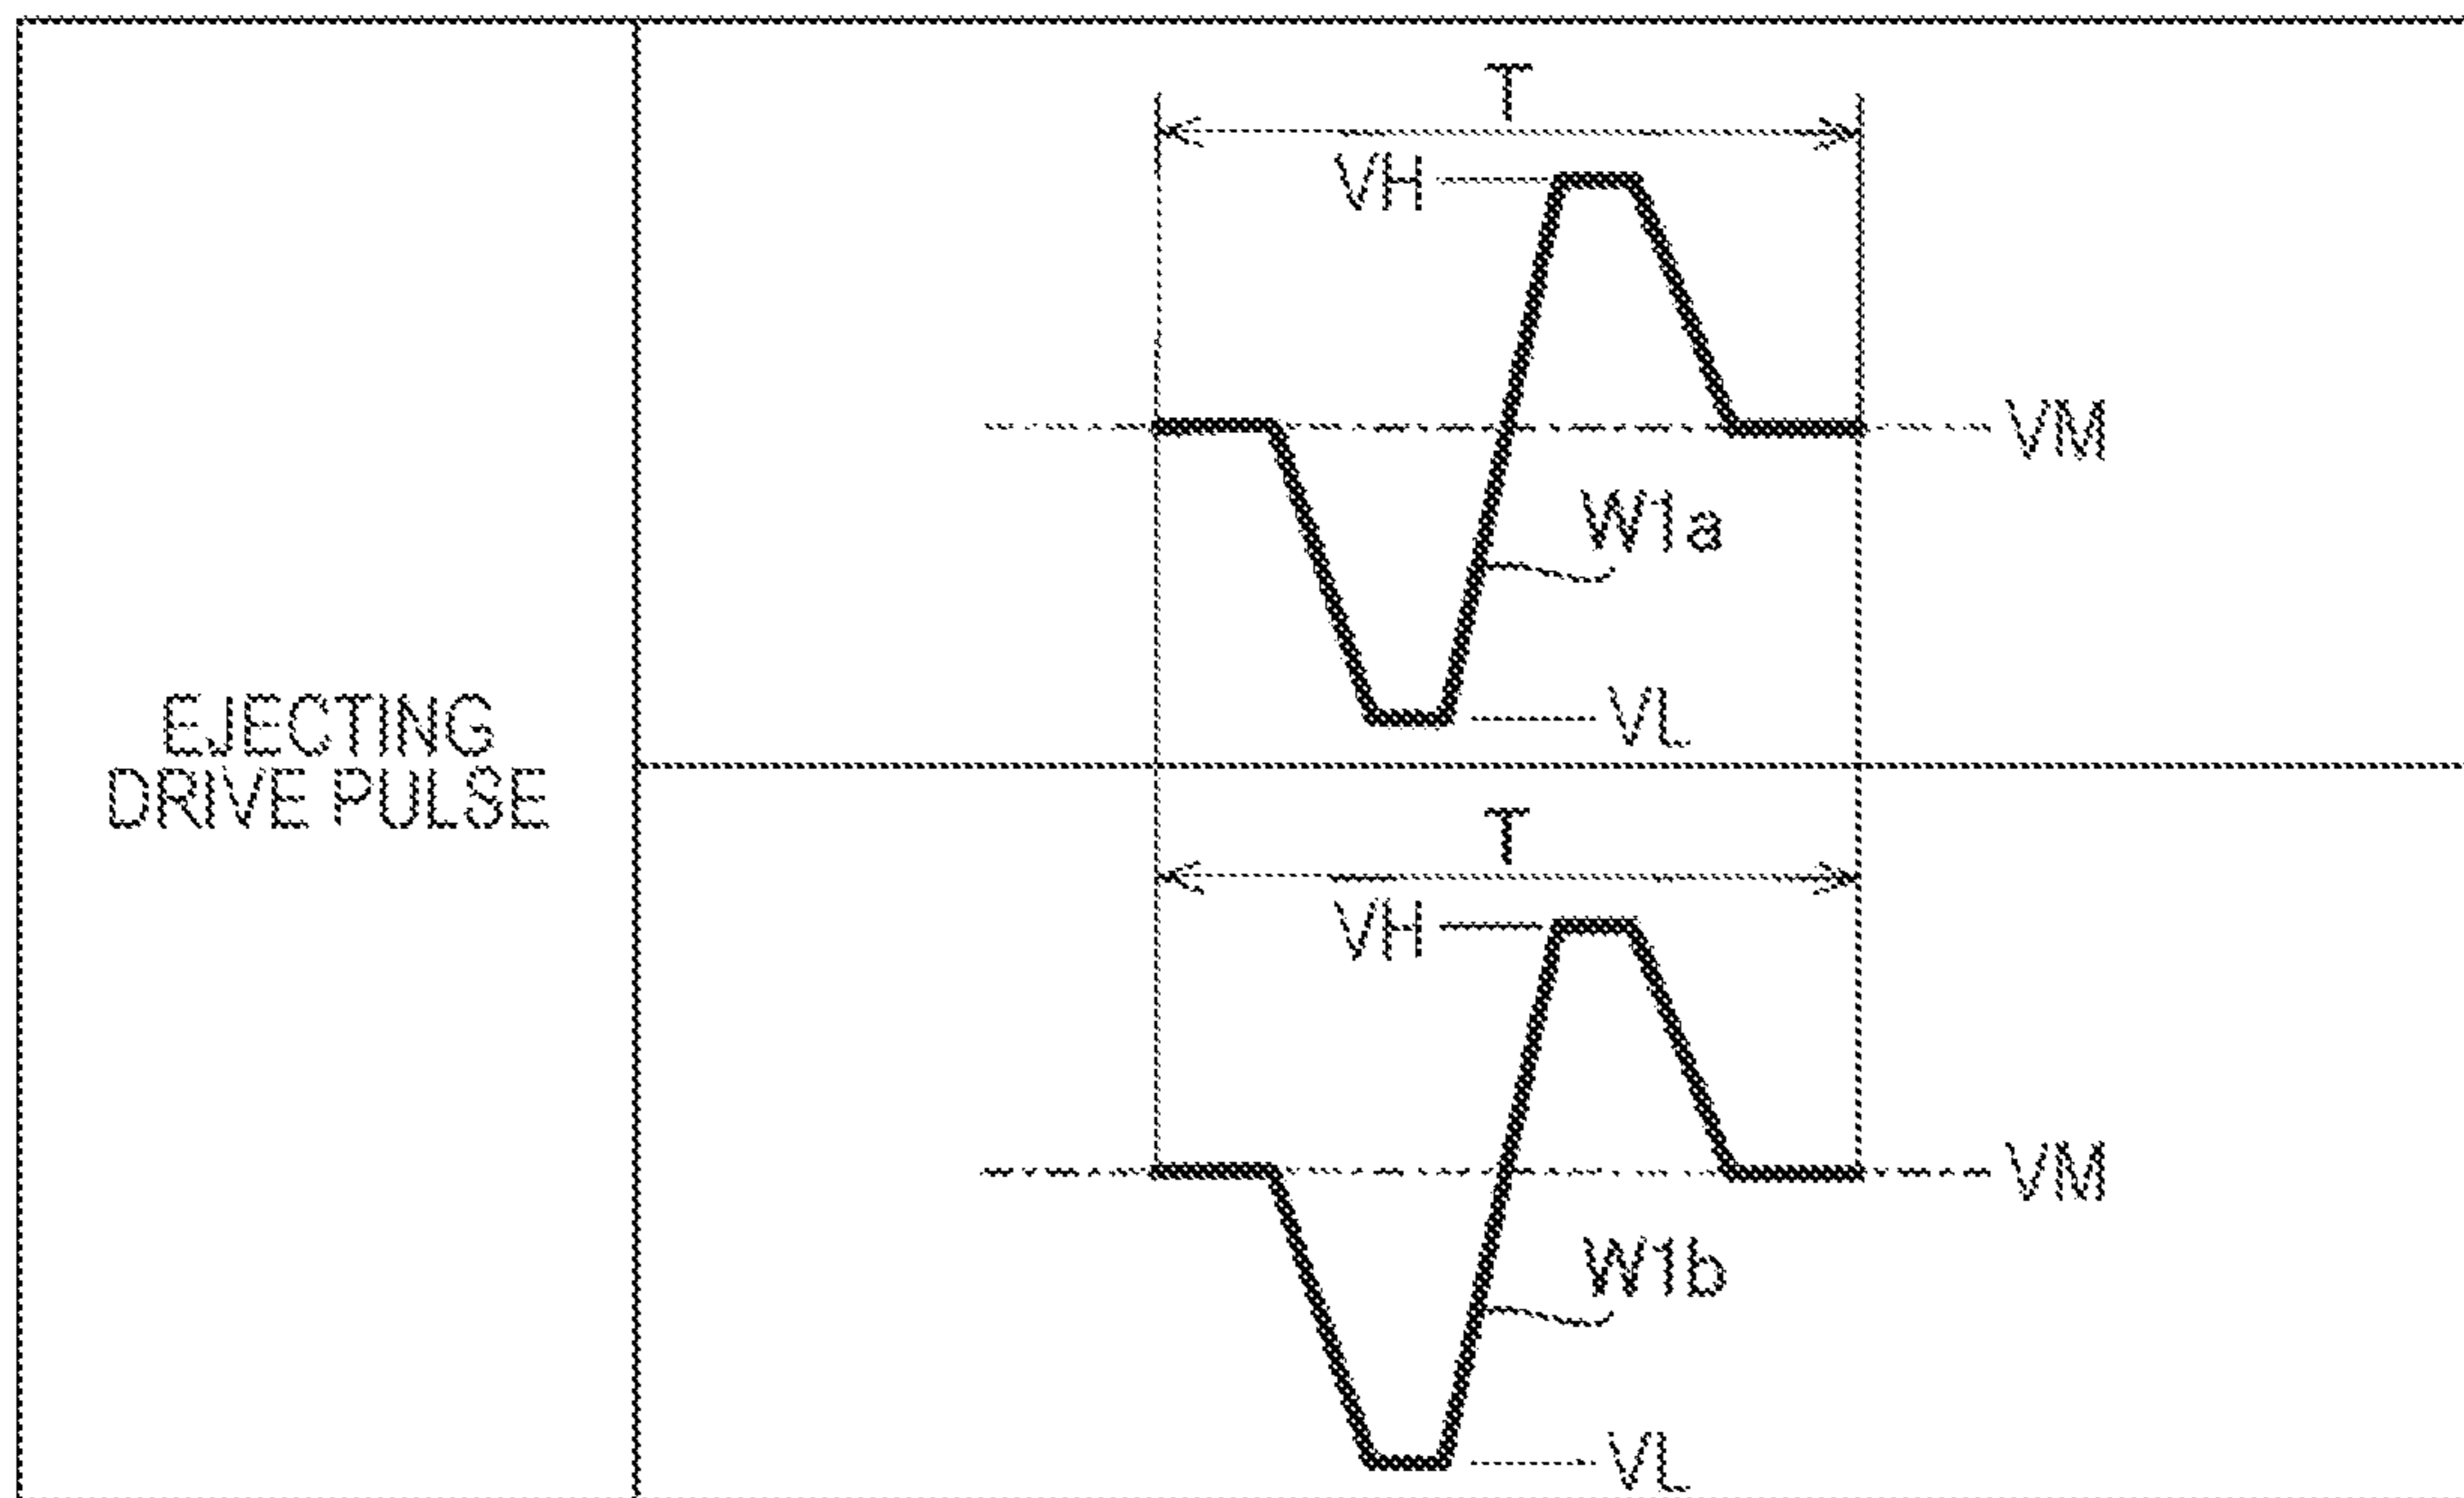 EJECTING
DRIVE PULSE
T
VH
VM
W1a
VL
T
VH
VM
W1b
VL